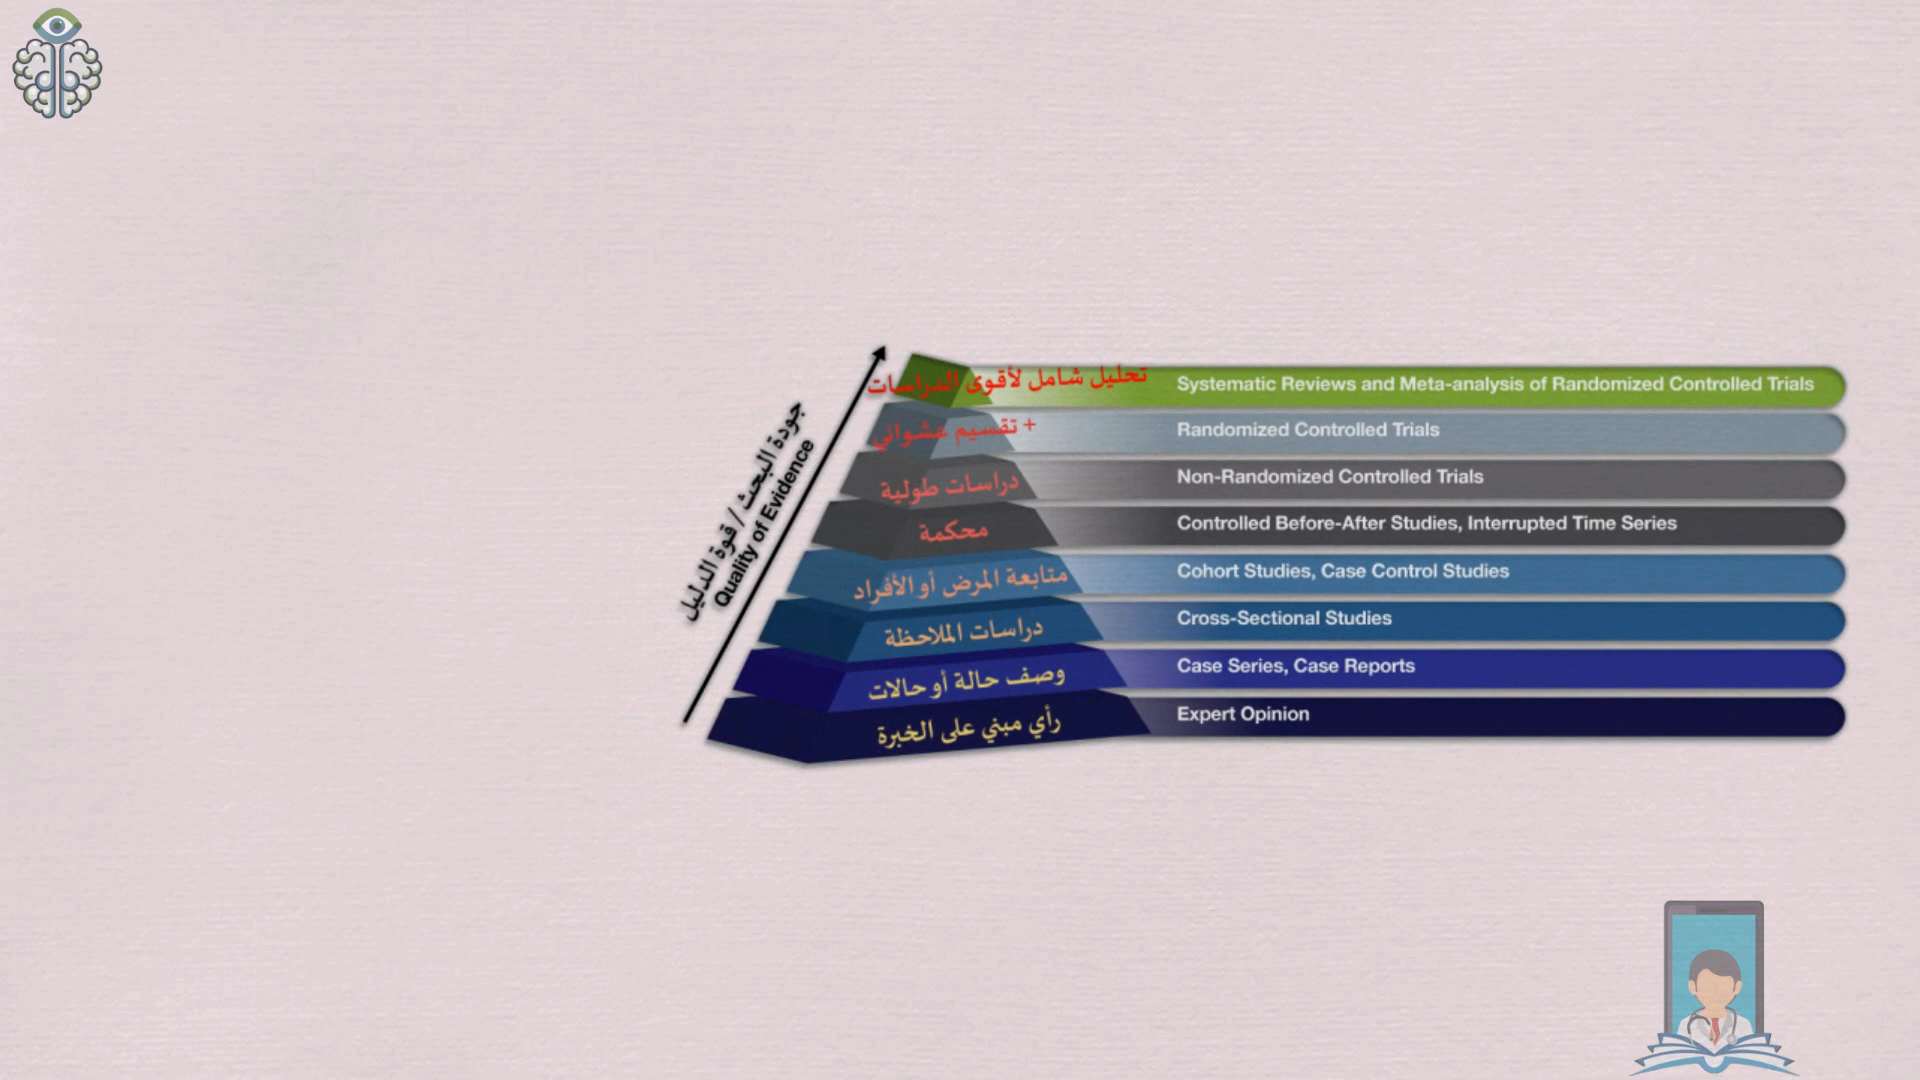 جودة البحث / قوة الدليل
Quality of Evidence
تحليل شامل لأقوى الدراسات
Systematic Reviews and Meta-analysis of Randomized Controlled Trials
+ تقسيم عشوائي
Randomized Controlled Trials
دراسات طولية
Non-Randomized Controlled Trials
محكمة
Controlled Before-After Studies, Interrupted Time Series
متابعة المرض أو الأفراد
Cohort Studies, Case Control Studies
دراسات الملاحظة
Cross-Sectional Studies
وصف حالة أو حالات
Case Series, Case Reports
رأي مبني على الخبرة
Expert Opinion